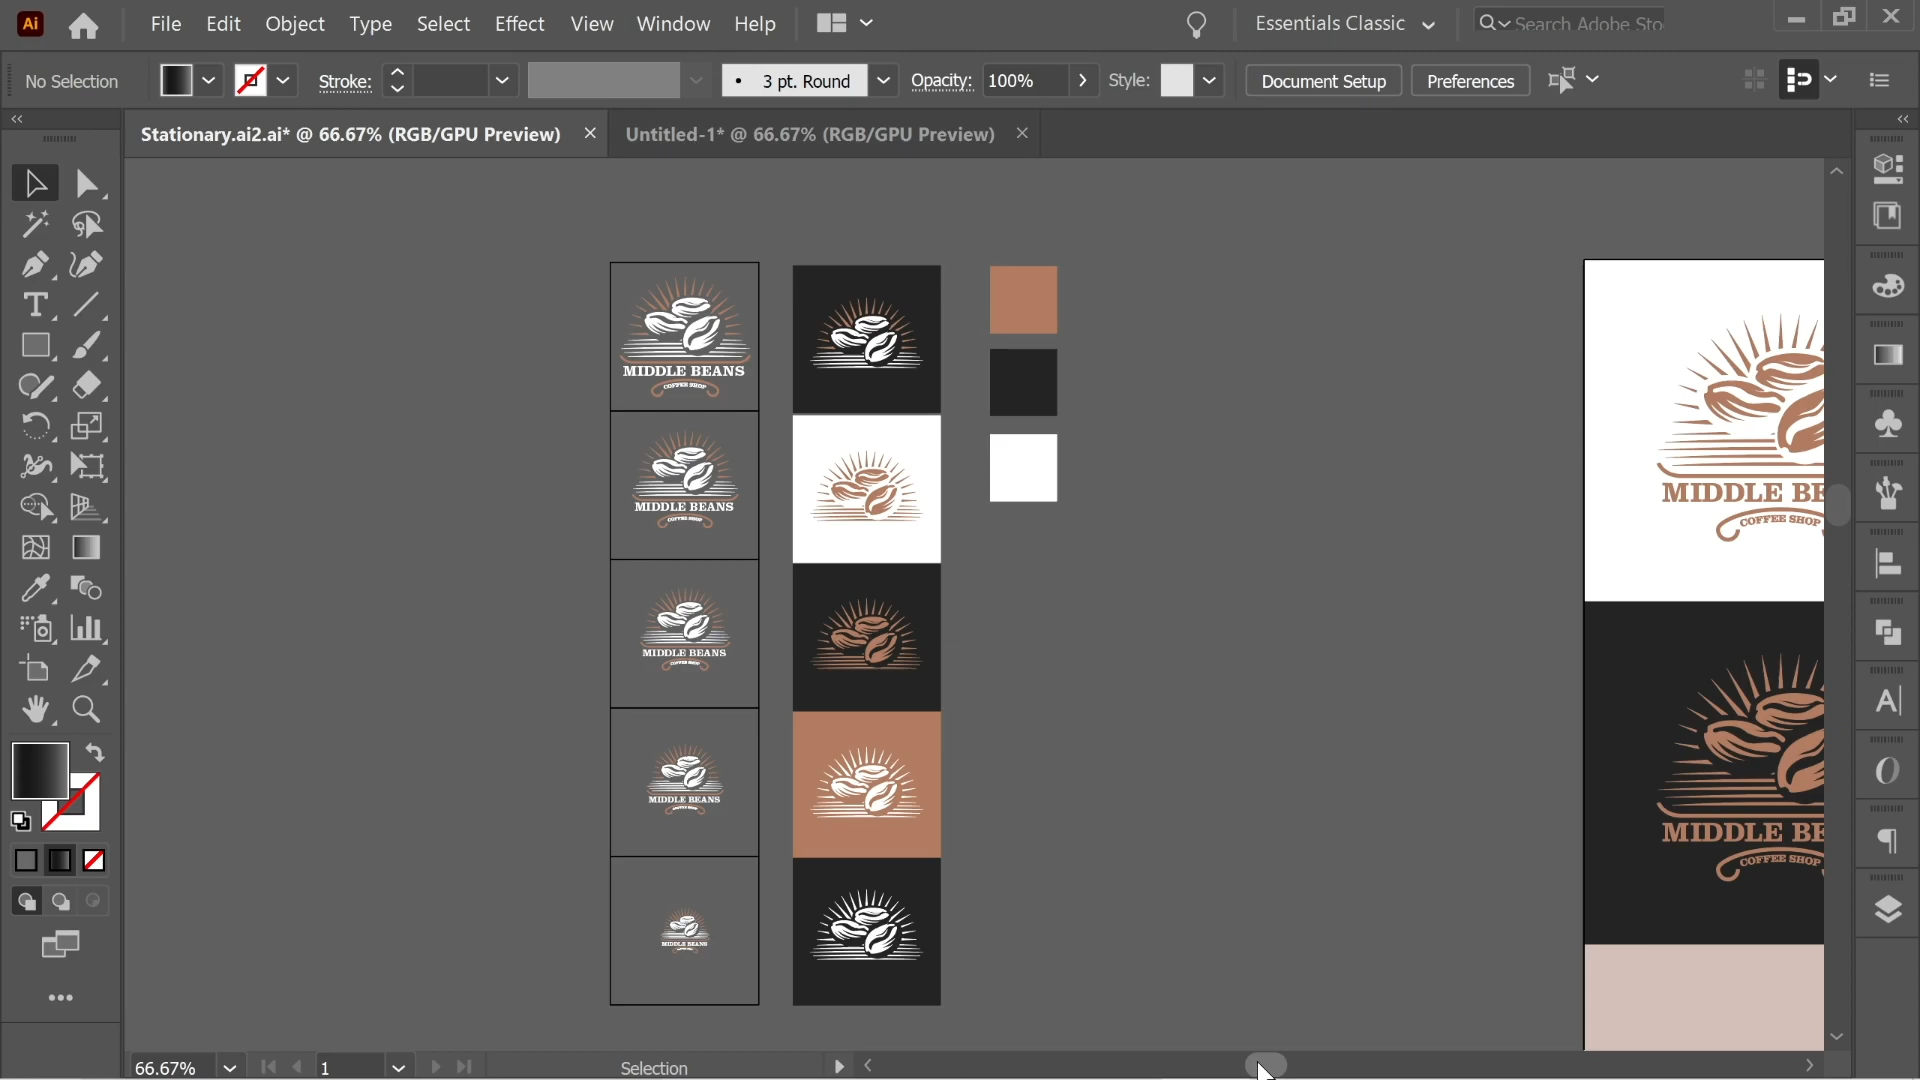 Ai File Edit Object Type Select Effect View Window Help Essentials Classic Search Adobe Sto
No Selection Stroke: 3 pt. Round Opacity: 100% Style: Document Setup Preferences
Stationary.ai2.ai* @ 66.67% (RGB/GPU Preview) Untitled-1* @ 66.67% (RGB/GPU Preview)
MIDDLE BEANS
COFFEE SHOP
MIDDLE BEANS
COFFEE SHOP
MIDDLE BEANS
COFFEE SHOP
MIDDLE BEANS
COFFEE SHOP
MIDDLE BEANS
MIDDLE BE
COFFEE SHOP
MIDDLE BE
COFFEE SHOP
66.67% 1 Selection